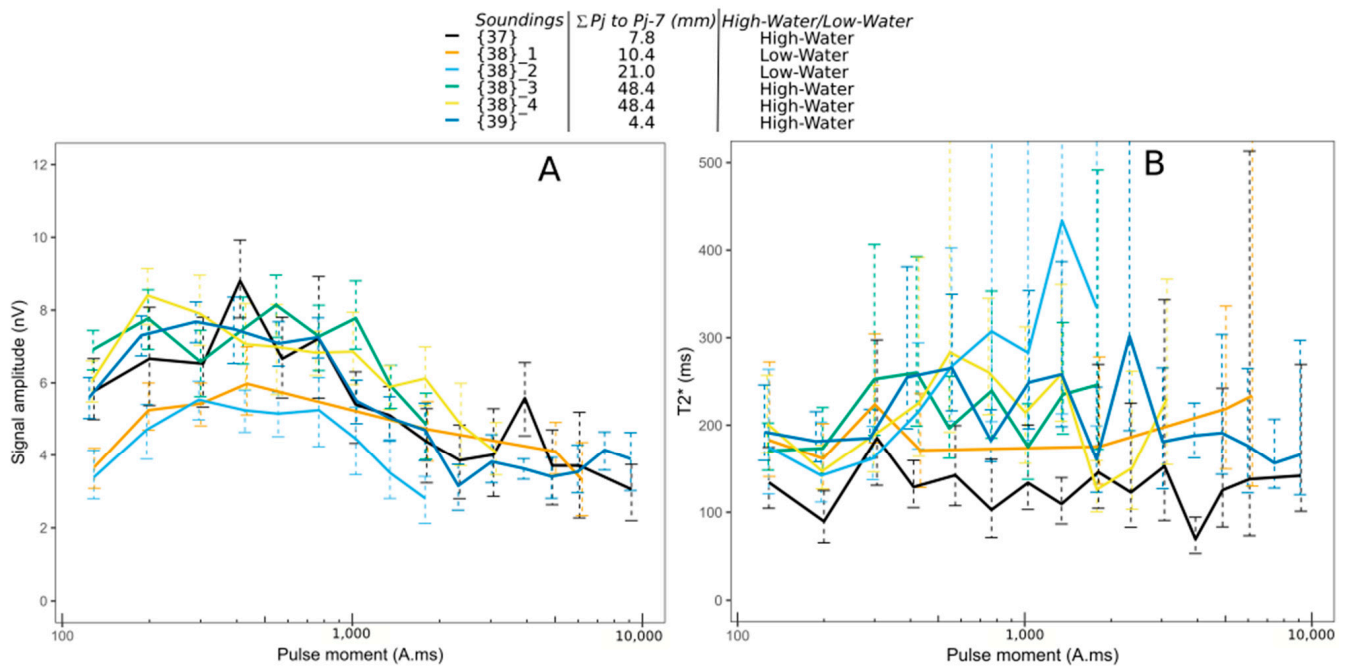 Soundings ΣPj to Pj-7 (mm) High-Water/Low-Water
{37} 7.8 High-Water
{38}_1 10.4 Low-Water
{38}_2 21.0 Low-Water
{38}_3 48.4 High-Water
{38}_4 48.4 High-Water
{39} 4.4 High-Water
A
12
10
8
6
4
2
0
Signal amplitude (nV)
100 1,000 10,000
Pulse moment (A.ms)
B
500
400
300
200
100
0
T2* (ms)
100 1,000 10,000
Pulse moment (A.ms)